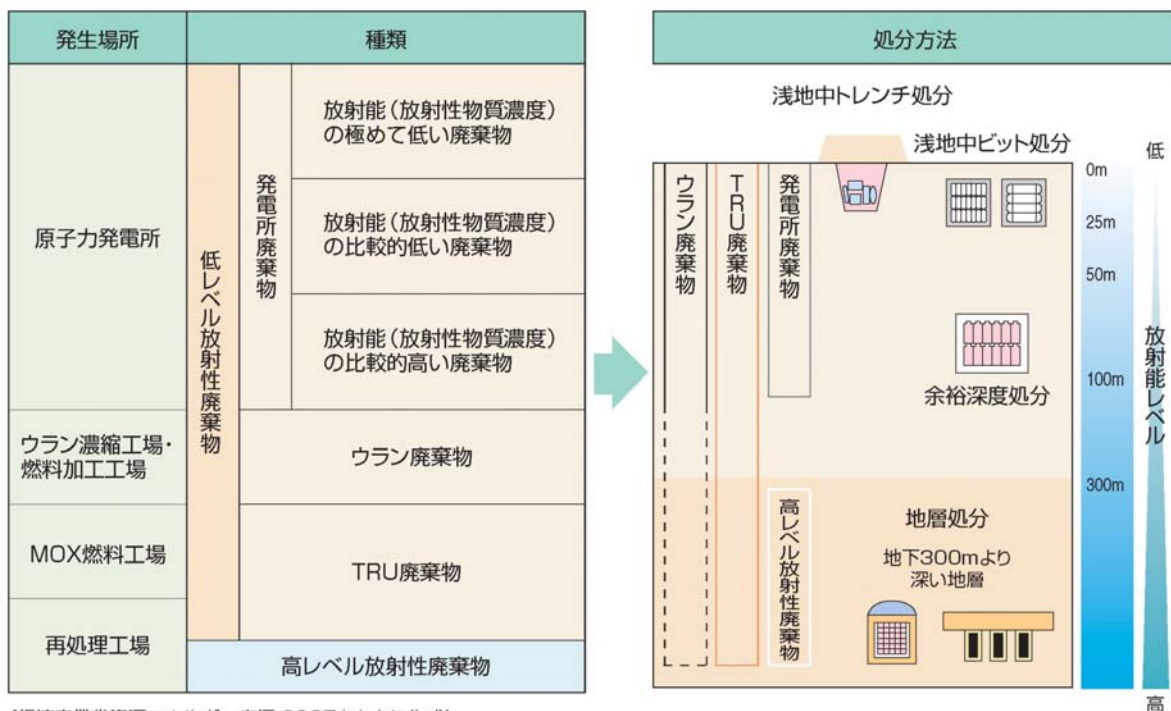 発生場所
種類
原子力発電所
低レベル放射性廃棄物
発電所廃棄物
放射能(放射性物質濃度)
の極めて低い廃棄物
放射能(放射性物質濃度)
の比較的低い廃棄物
放射能(放射性物質濃度)
の比較的高い廃棄物
ウラン濃縮工場・
燃料加工工場
ウラン廃棄物
MOX燃料工場
TRU廃棄物
再処理工場
高レベル放射性廃棄物
処分方法
浅地中トレンチ処分
浅地中ピット処分
ウラン廃棄物
TRU廃棄物
発電所廃棄物
余裕深度処分
高レベル放射性廃棄物
地層処分
地下300mより
深い地層
0m
25m
50m
100m
300m
低
放射能レベル
高